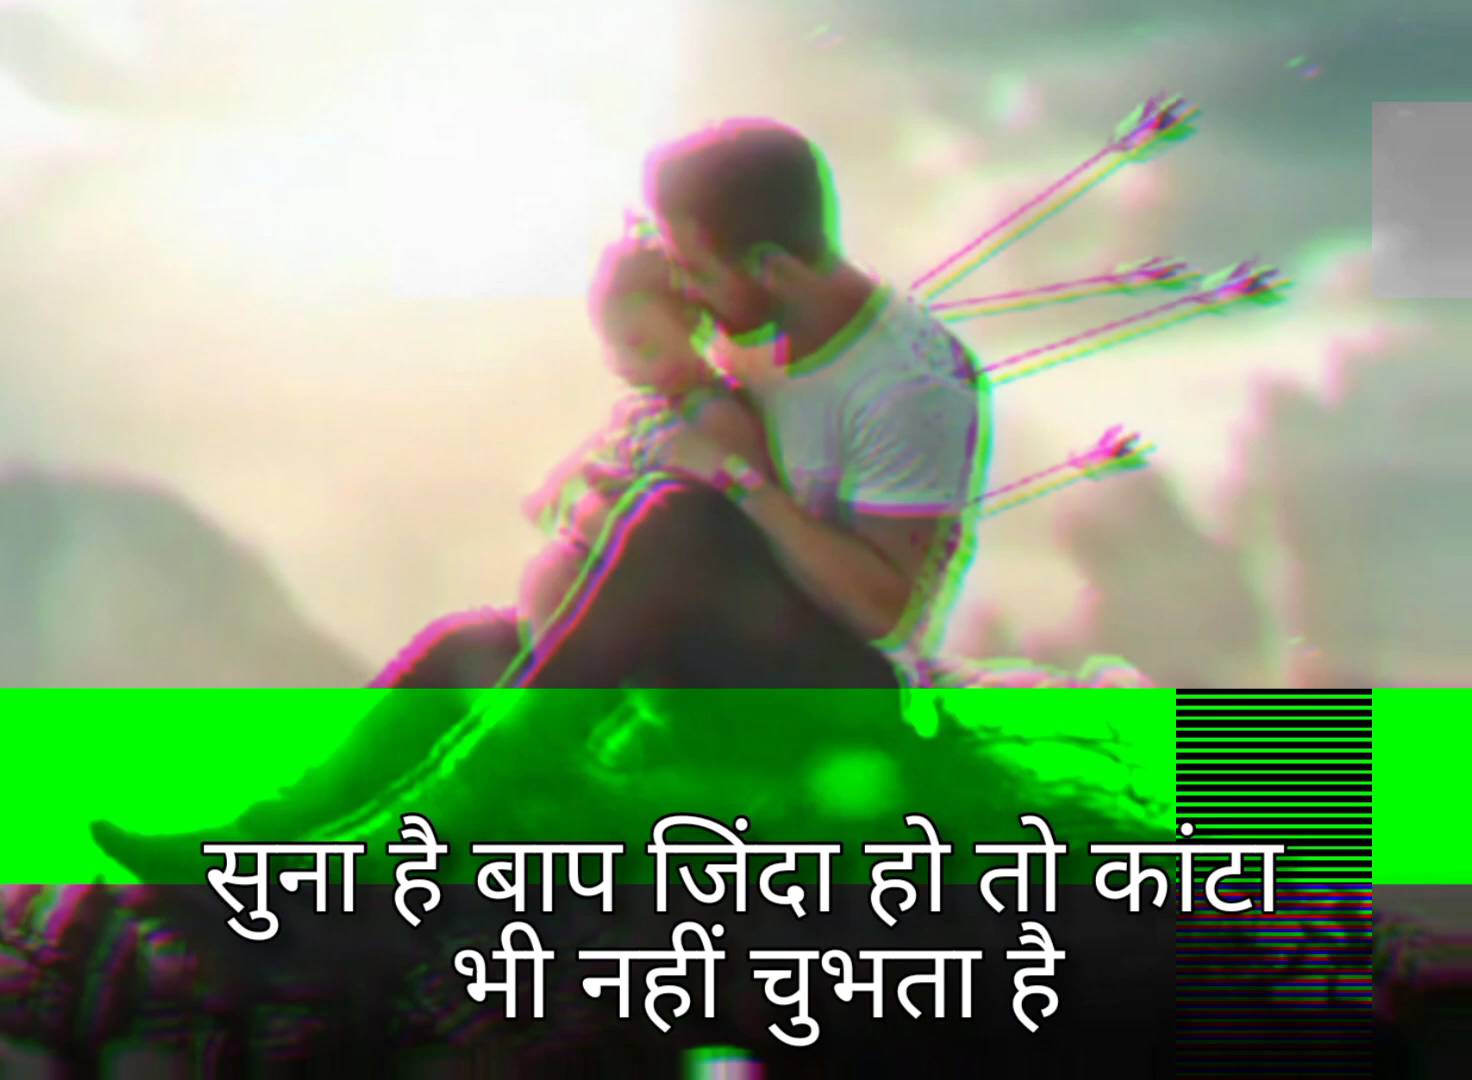 सुना है बाप जिंदा हो तो कांटा
भी नहीं चुभता है